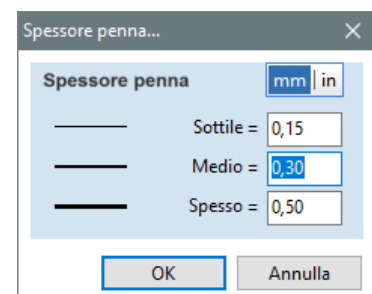 Spessore penna...
Spessore penna mm in
Sottile = 0,15
Medio = 0,30
Spesso = 0,50
OK Annulla